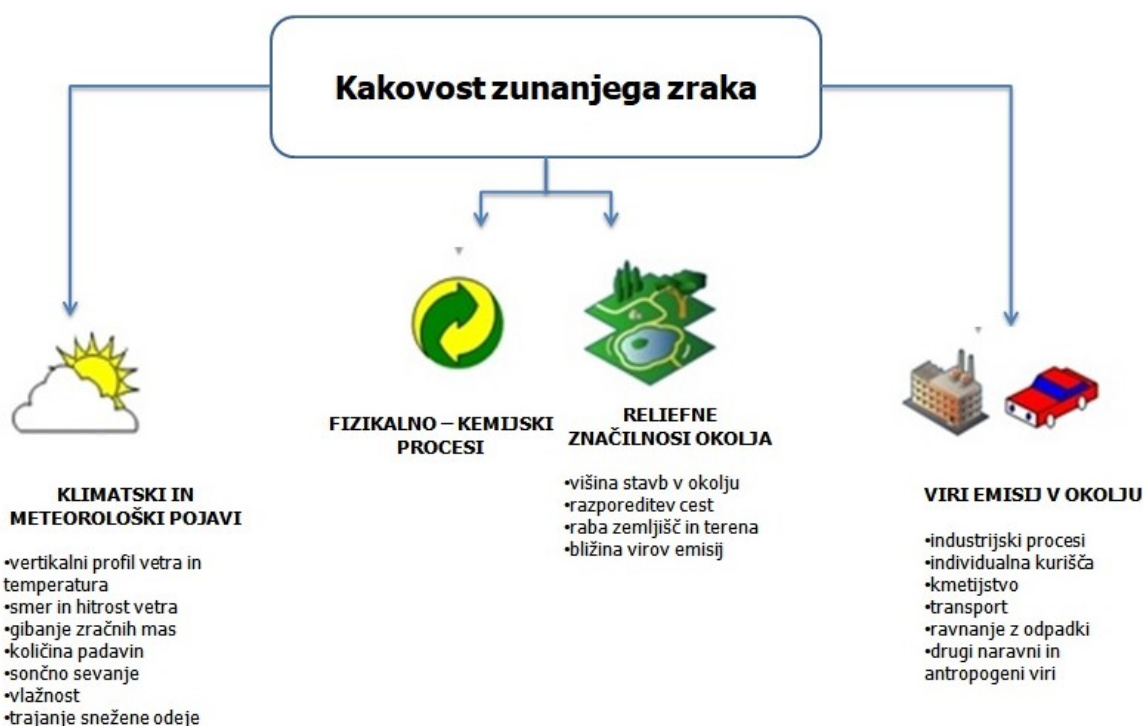 Kakovost zunanjega zraka
KLIMATSKI IN
METEOROLOŠKI POJAVI
•vertikalni profil vetra in
temperatura
•smer in hitrost vetra
•gibanje zračnih mas
•količina padavin
•sončno sevanje
•vlažnost
•trajanje snežene odeje
FIZIKALNO – KEMIJSKI
PROCESI
RELIEFNE
ZNAČILNOSI OKOLJA
•višina stavb v okolju
•razporeditev cest
•raba zemljišč in terena
•bližina virov emisij
VIRI EMISIJ V OKOLJU
•industrijski procesi
•individualna kurišča
•kmetijstvo
•transport
•ravnanje z odpadki
•drugi naravni in
antropogeni viri